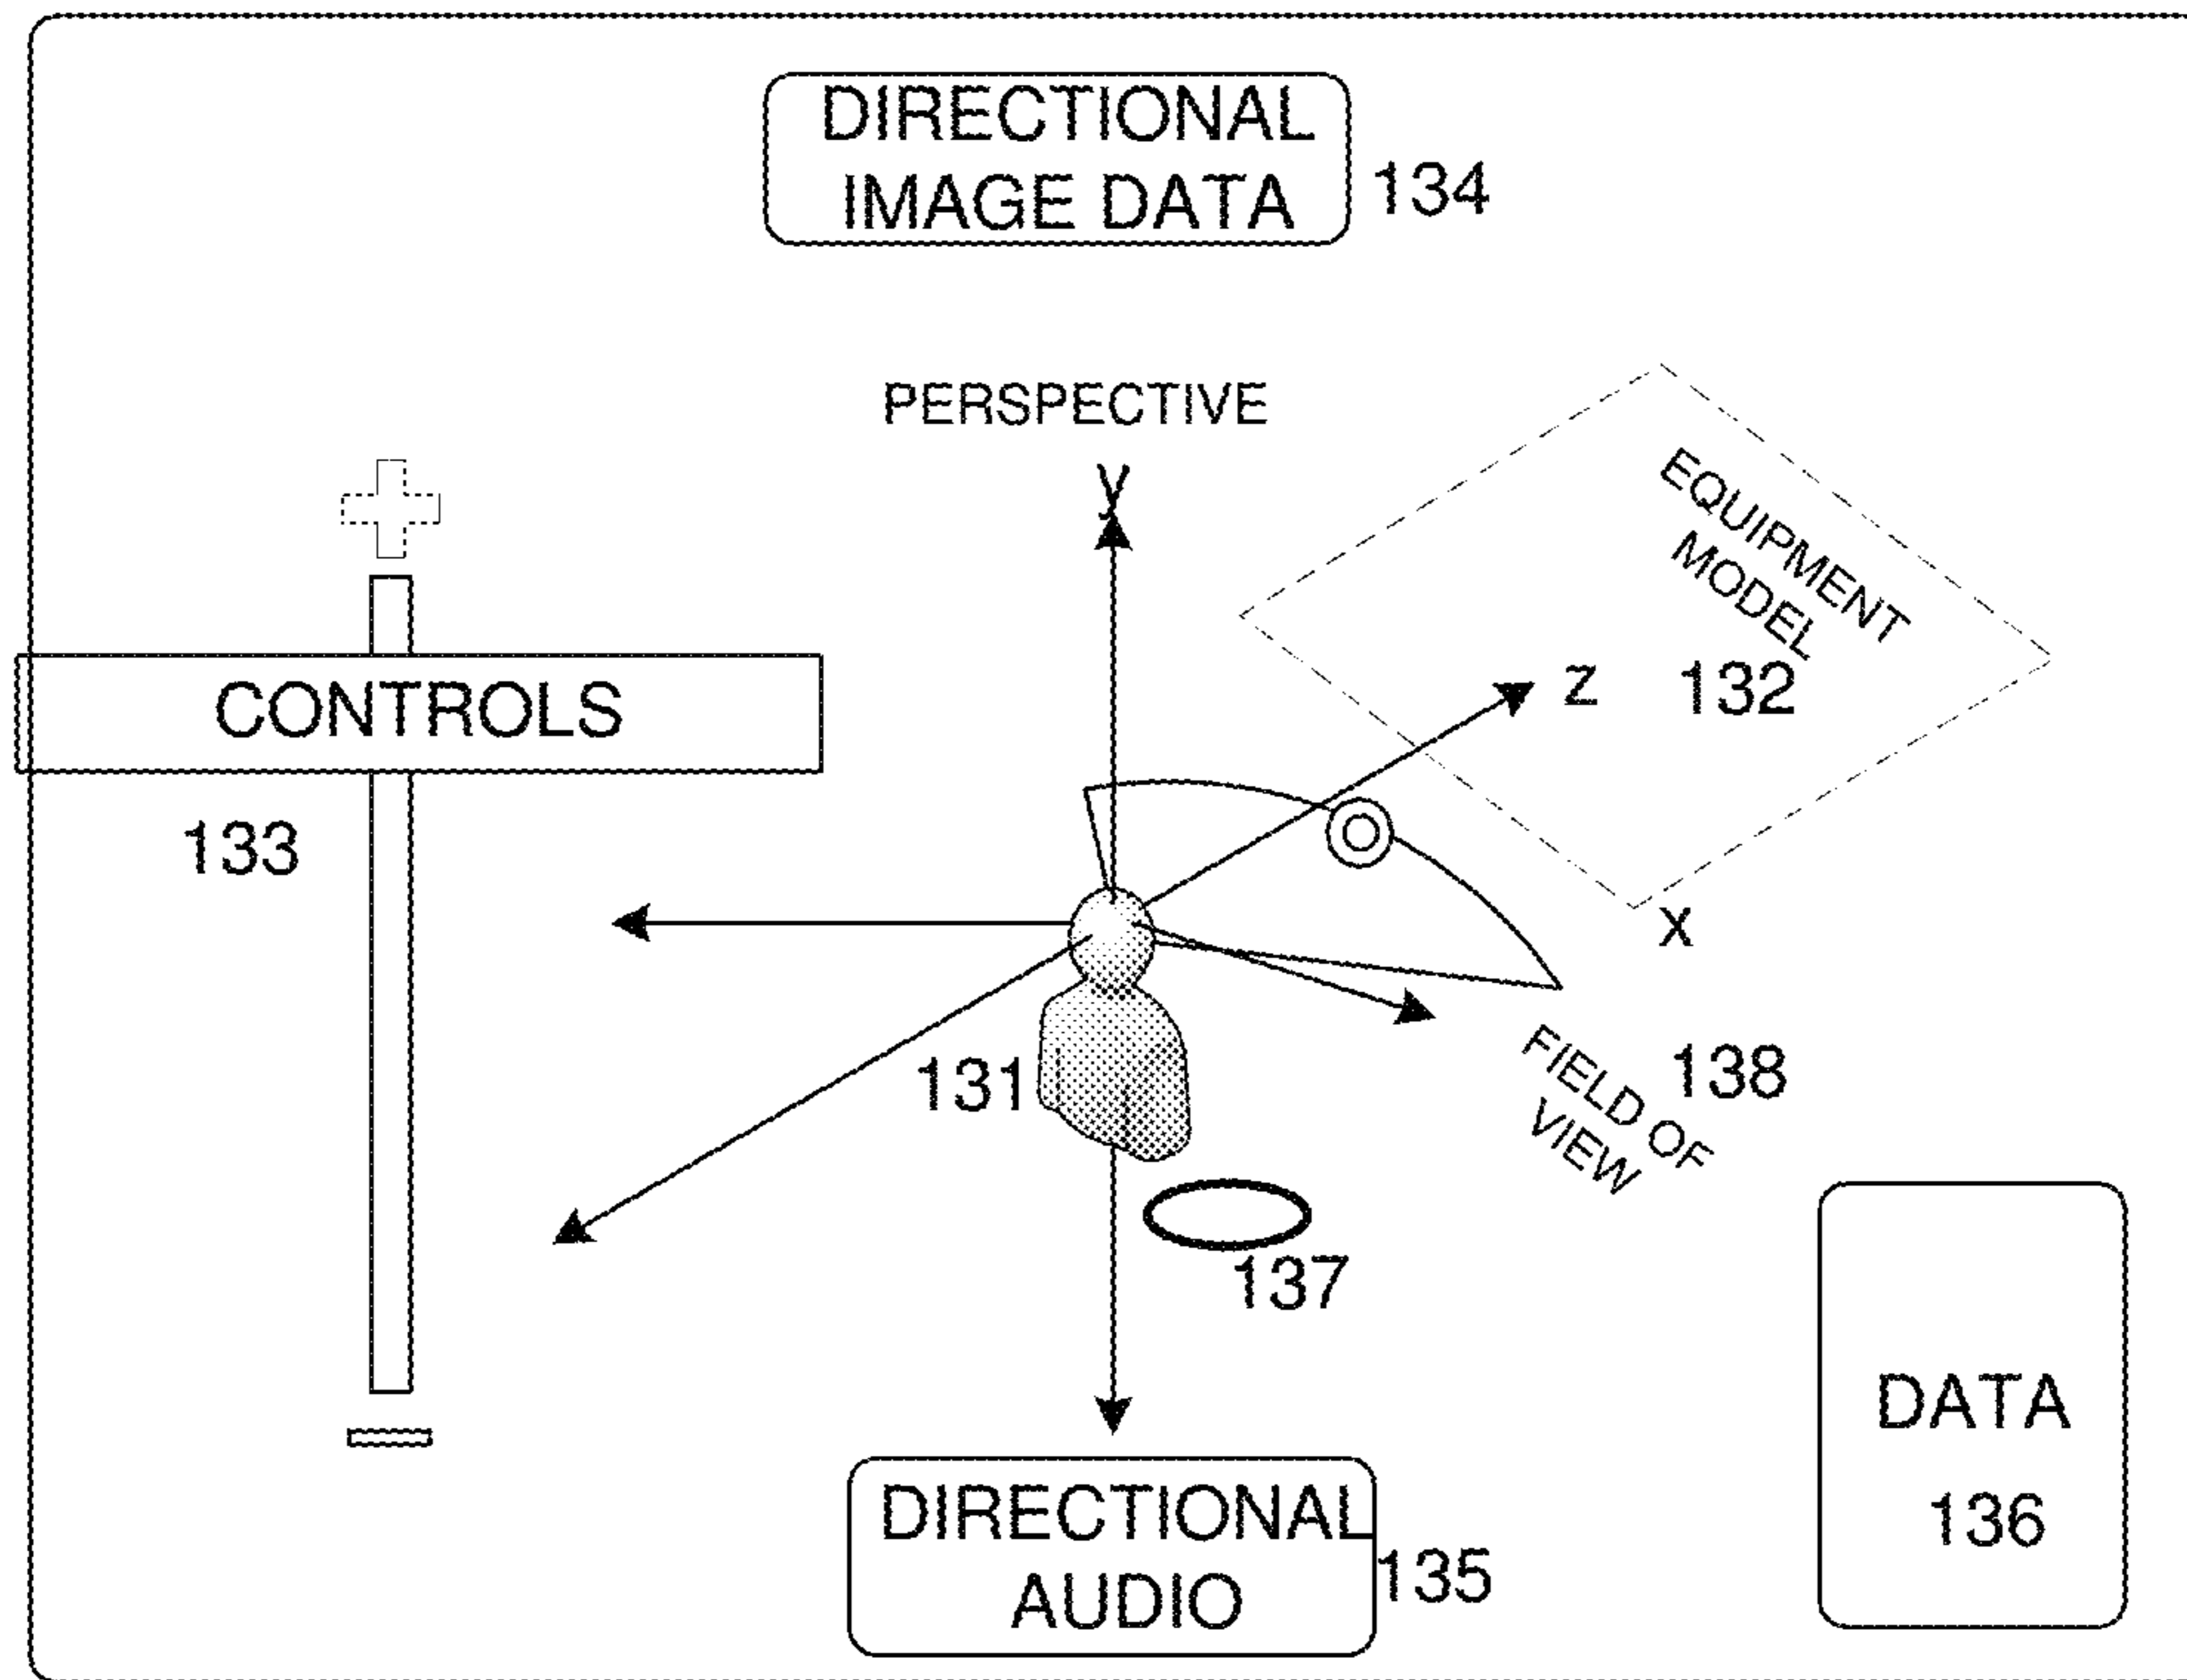 DIRECTIONAL
IMAGE DATA
134
PERSPECTIVE
y
EQUIPMENT
MODEL
132
z
CONTROLS
133
x
131
FIELD OF
VIEW
138
137
DATA
136
DIRECTIONAL
AUDIO
135